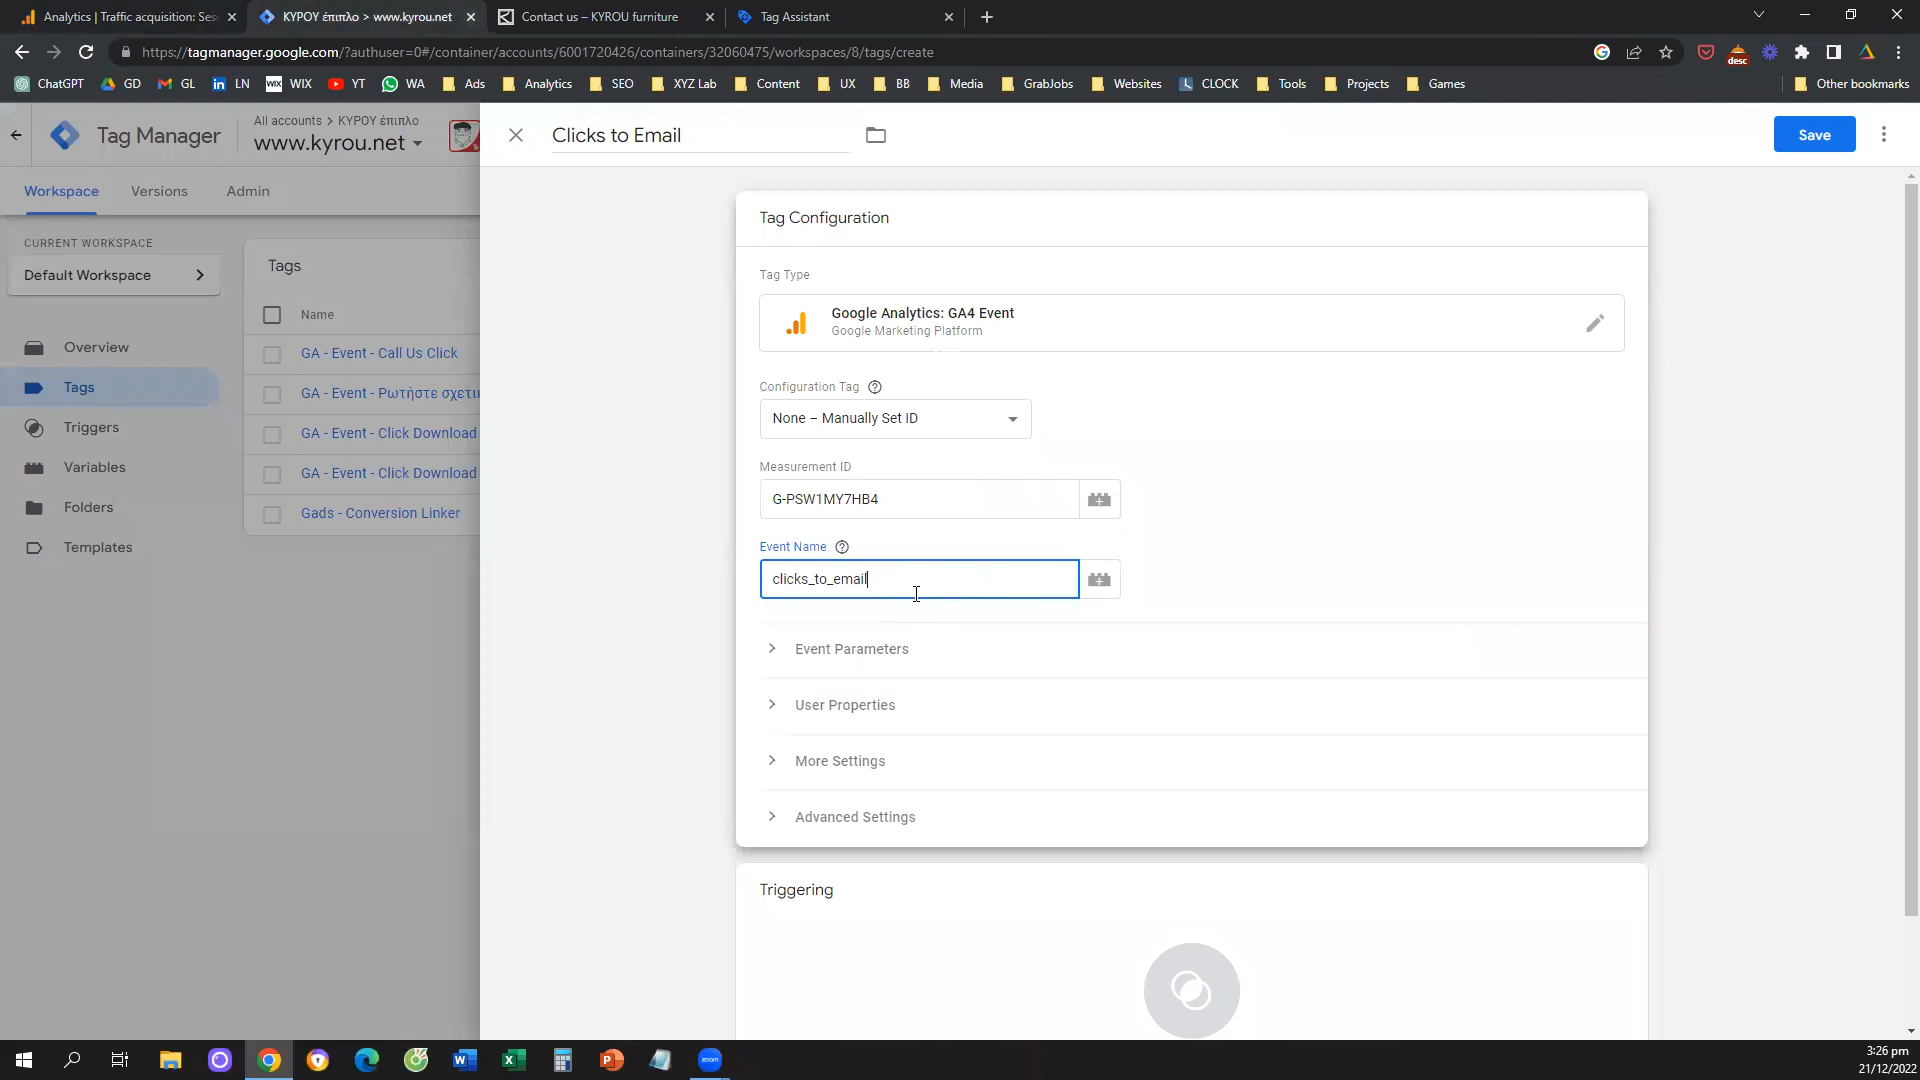 Analytics | Traffic acquisition: Ses
ΚΥΡΟΥ έπιπλο > www.kyrou.net
Contact us – KYROU furniture
Tag Assistant
https://tagmanager.google.com/?authuser=0#/container/accounts/6001720426/containers/32060475/workspaces/8/tags/create
desc
ChatGPT
GD
GL
LN
WIX
YT
WA
Ads
Analytics
SEO
XYZ Lab
Content
UX
BB
Media
GrabJobs
Websites
CLOCK
Tools
Projects
Games
Other bookmarks
Tag Manager
All accounts > ΚΥΡΟΥ έπιπλο
www.kyrou.net
Clicks to Email
Save
Workspace
Versions
Admin
CURRENT WORKSPACE
Default Workspace
Overview
Tags
Triggers
Variables
Folders
Templates
Tags
Name
GA - Event - Call Us Click
GA - Event - Ρωτήστε σχετικ
GA - Event - Click Download
GA - Event - Click Download
Gads - Conversion Linker
Tag Configuration
Tag Type
Google Analytics: GA4 Event
Google Marketing Platform
Configuration Tag
None – Manually Set ID
Measurement ID
G-PSW1MY7HB4
Event Name
clicks_to_email
Event Parameters
User Properties
More Settings
Advanced Settings
Triggering
zoom
3:26 pm
21/12/2022